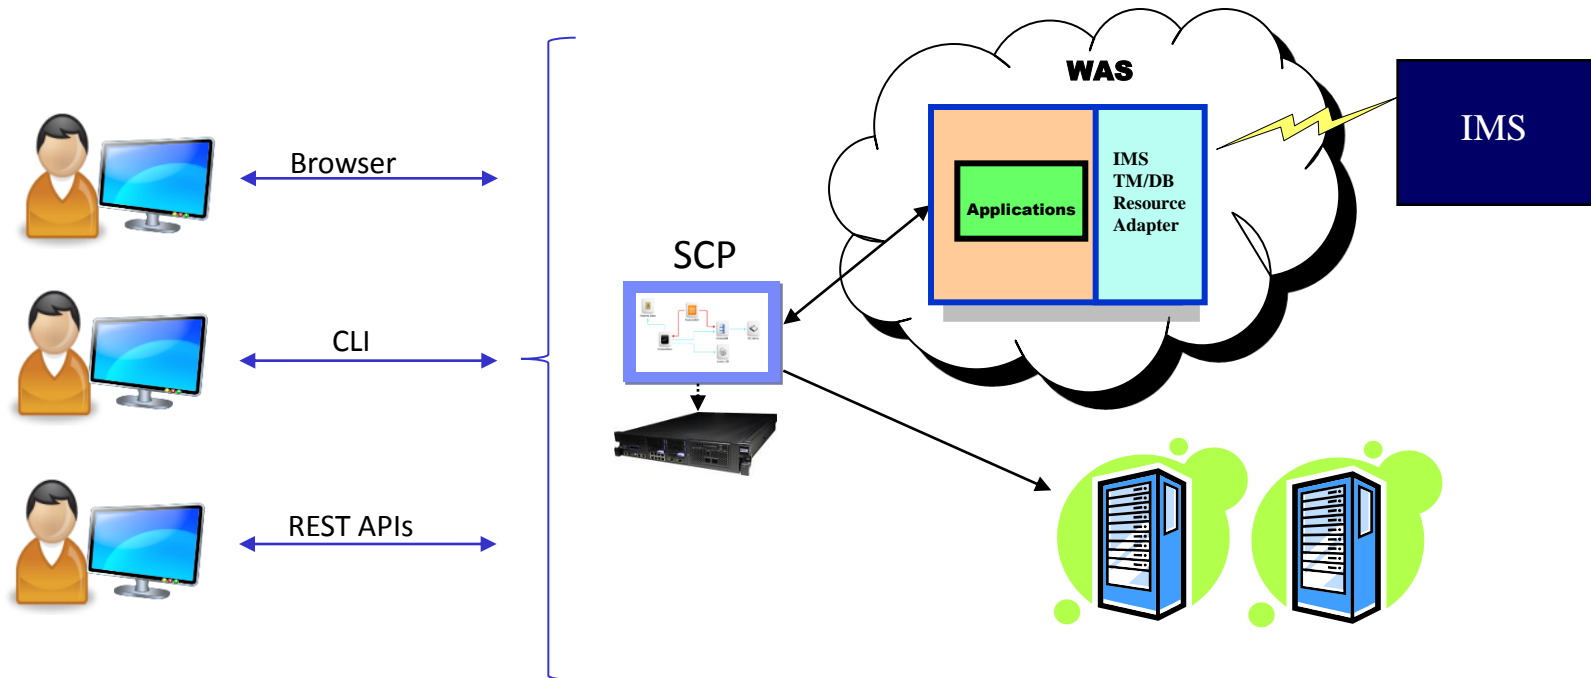 WAS
IMS
Browser
IMS
TM/DB
Resource
Adapter
Applications
SCP
CLI
REST APIs